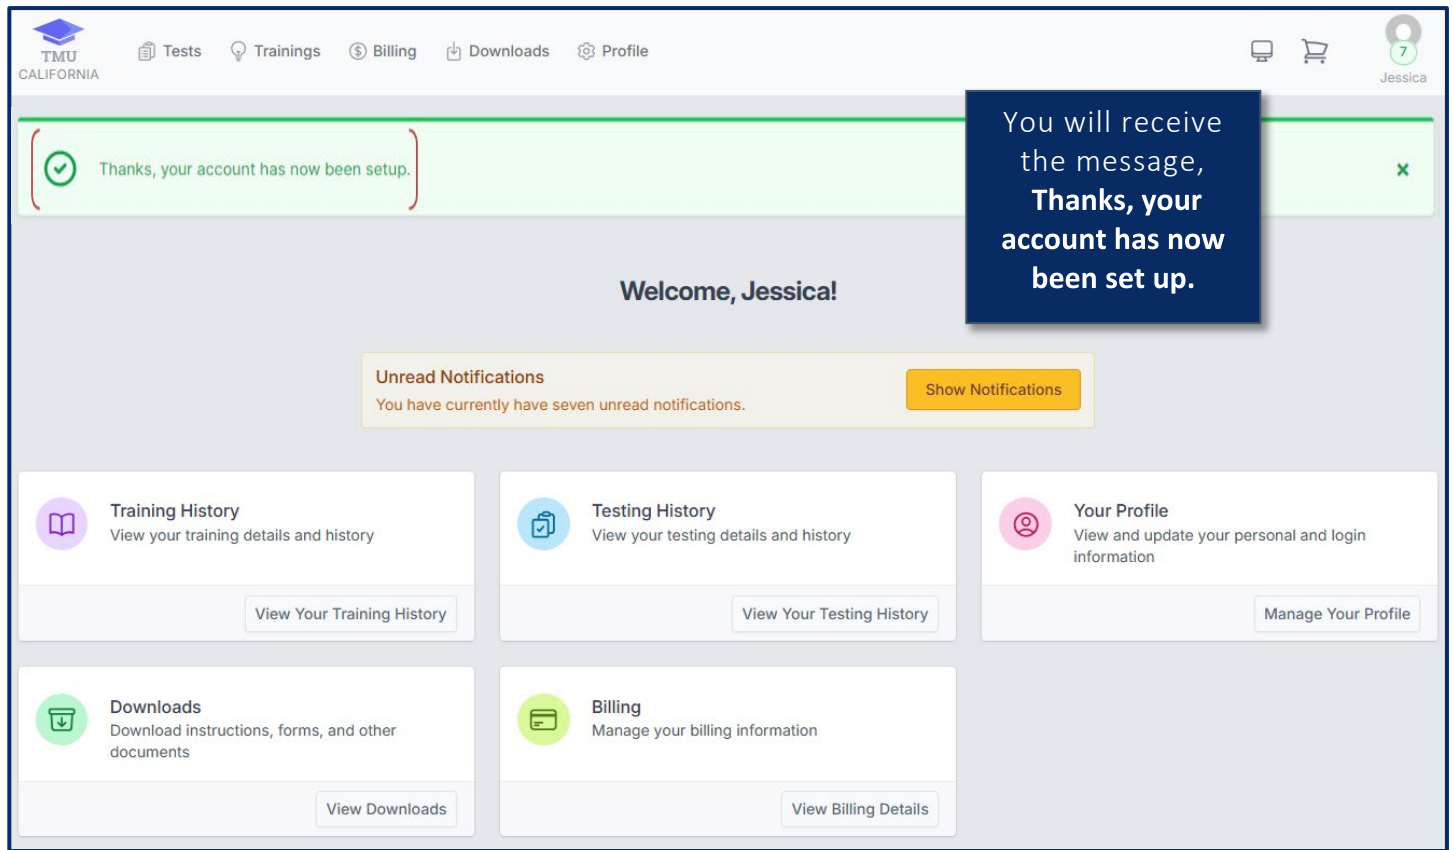 TMU
CALIFORNIA
Tests
Trainings
Billing
Downloads
Profile
7
Jessica
Thanks, your account has now been setup.
You will receive
the message,
Thanks, your
account has now
been set up.
Welcome, Jessica!
Unread Notifications
You have currently have seven unread notifications.
Show Notifications
Training History
View your training details and history
View Your Training History
Testing History
View your testing details and history
View Your Testing History
Your Profile
View and update your personal and login
information
Manage Your Profile
Downloads
Download instructions, forms, and other
documents
View Downloads
Billing
Manage your billing information
View Billing Details